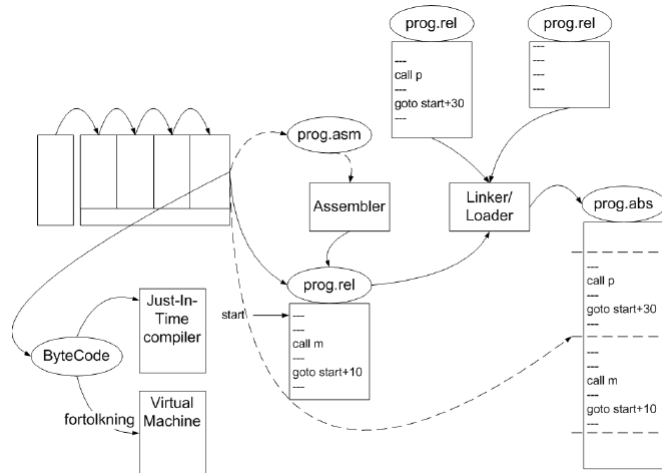 prog.rel
prog.rel
---
call p
---
goto start+30
---
---
---
---
---
prog.asm
Assembler
Linker/
Loader
prog.abs
prog.rel
start
---
---
call m
---
goto start+10
---
---
---
call p
---
goto start+30
---
---
---
call m
---
goto start+10
---
Just-In-
Time
compiler
ByteCode
fortolkning
Virtual
Machine